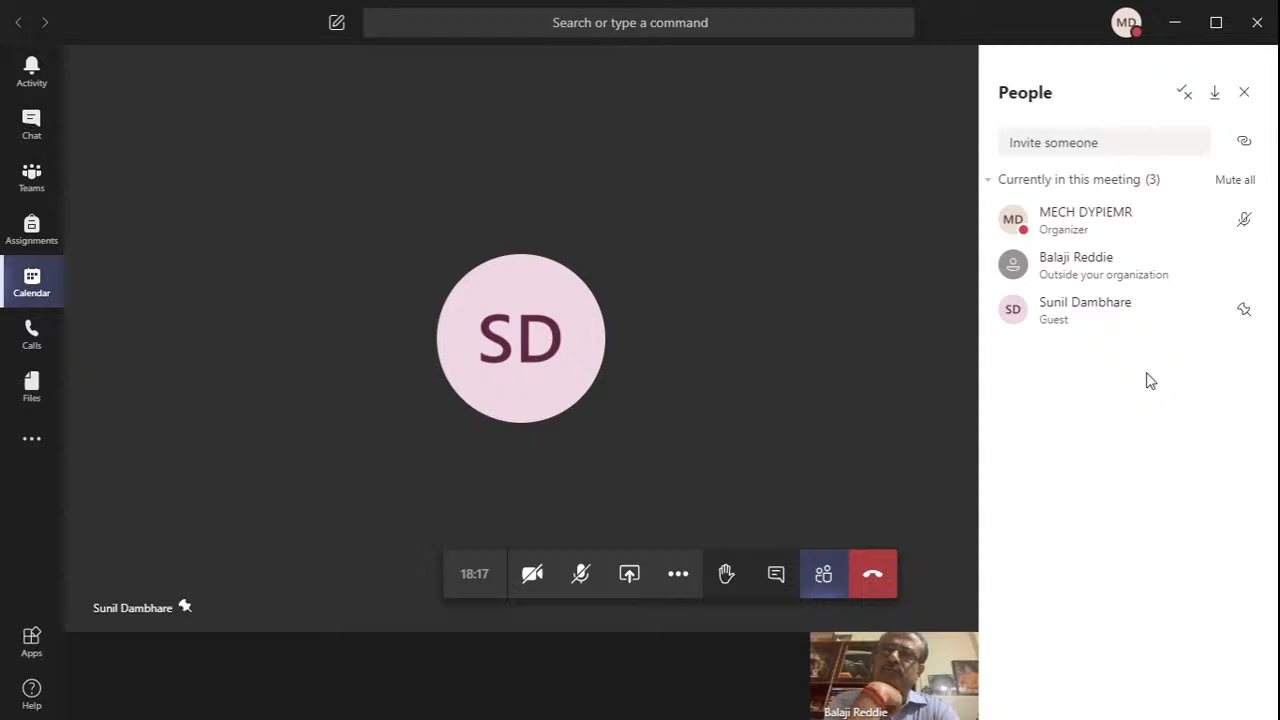 Search or type a command
MD
Activity
Chat
Teams
Assignments
Calendar
Calls
Files
Apps
Help
SD
18:17
Sunil Dambhare
Balaji Reddie
People
Invite someone
Currently in this meeting (3)
Mute all
MD
MECH DYPIEMR
Organizer
Balaji Reddie
Outside your organization
SD
Sunil Dambhare
Guest